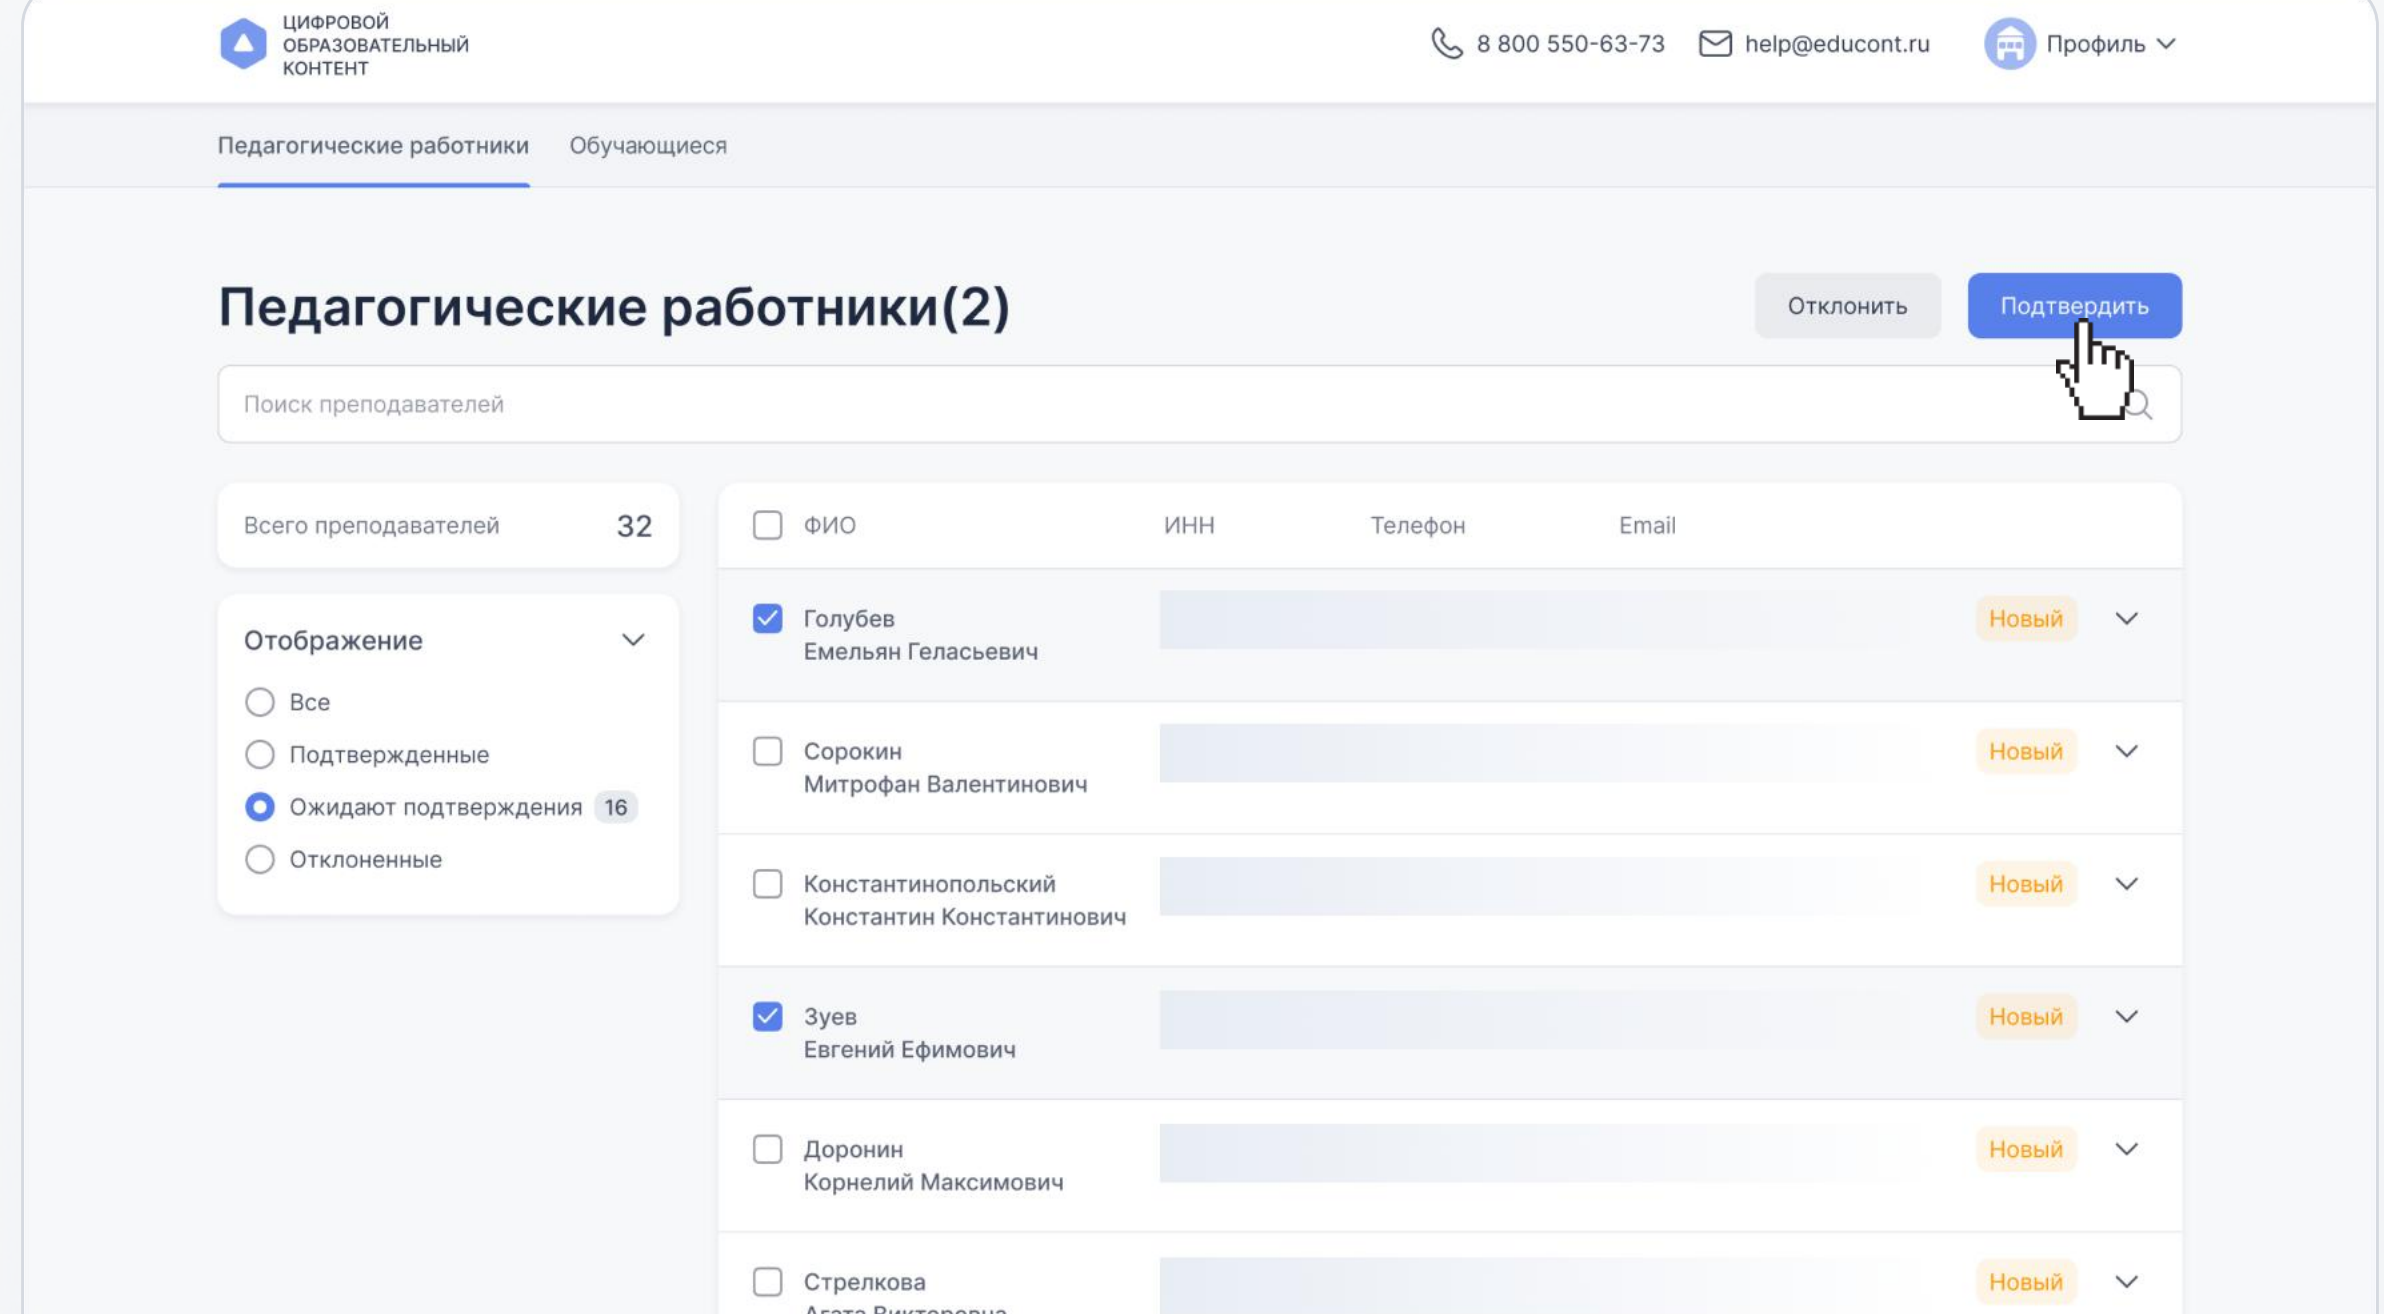 ЦИФРОВОЙ
ОБРАЗОВАТЕЛЬНЫЙ
КОНТЕНТ
8 800 550-63-73
help@educont.ru
Профиль
Педагогические работники
Обучающиеся
Педагогические работники(2)
Отклонить
Подтвердить
Поиск преподавателей
Всего преподавателей 32
Отображение
Все
Подтвержденные
Ожидают подтверждения 16
Отклоненные
ФИО ИНН Телефон Email
Голубев
Емельян Геласьевич
Новый
Сорокин
Митрофан Валентинович
Новый
Константинопольский
Константин Константинович
Новый
Зуев
Евгений Ефимович
Новый
Доронин
Корнелий Максимович
Новый
Стрелкова
Агата Викторовна
Новый